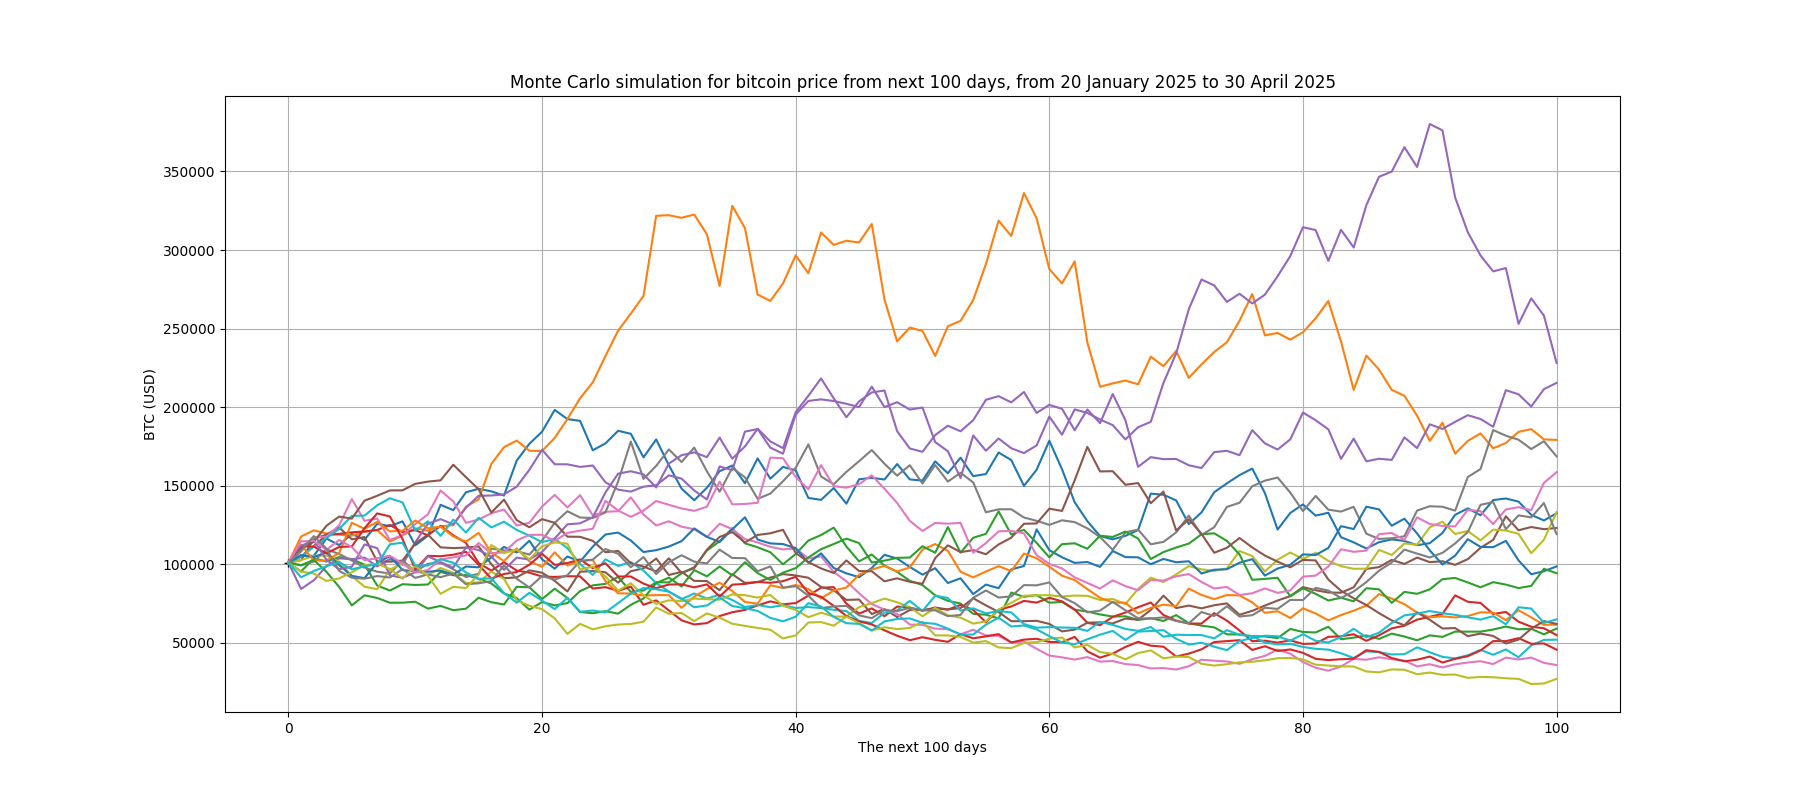 Monte Carlo simulation for bitcoin price from next 100 days, from 20 January 2025 to 30 April 2025
350000
300000
250000
200000
150000
100000
50000
BTC (USD)
0 20 40 60 80 100
The next 100 days